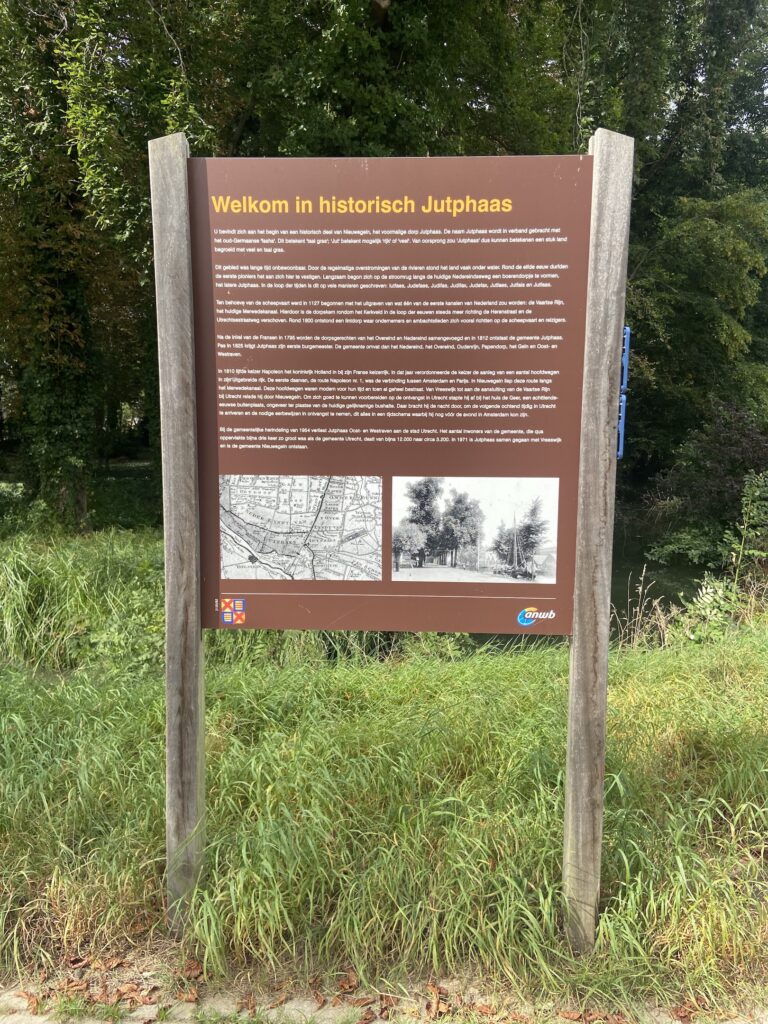 Welkom in historisch Jutphaas
U bevindt zich aan het begin van een historisch deel van Nieuwegein, het voormalige dorp Jutphaas. De naam Jutphaas wordt in verband gebracht met
het oud-Germaanse 'fasha'. Dit betekent 'taai gras'; 'Jut' betekent mogelijk 'rijk' of 'veel'. Van oorsprong zou 'Jutphaas' dus kunnen betekenen een stuk land
begroeid met veel en taai gras.
Dit gebied was lange tijd onbewoonbaar. Door de regelmatige overstromingen van de rivieren stond het land vaak onder water. Rond de elfde eeuw durfden
de eerste pioniers het aan zich hier te vestigen. Langzaam begon zich op de stroomrug langs de huidige Nedereindseweg een boerendorpje te vormen,
het latere Jutphaas. In de loop der tijden is dit op vele manieren geschreven: Jutfaas, Judefaas, Judifas, Judifax, Judefax, Jutfaes, Jutfais en Jutfaas.
Ten behoeve van de scheepvaart werd in 1127 begonnen met het uitgraven van wat één van de eerste kanalen van Nederland zou worden: de Vaartse Rijn,
het huidige Merwedekanaal. Hierdoor is de dorpskern rondom het Kerkveld in de loop der eeuwen steeds meer richting de Herenstraat en de
Utrechtsestraatweg verschoven. Rond 1800 ontstond een lintdorp waar ondernemers en ambachtslieden zich vooral richtten op de scheepvaart en reizigers.
Na de inval van de Fransen in 1795 worden de dorpsgerechten van het Overeind en Nedereind samengevoegd en in 1812 ontstaat de gemeente Jutphaas.
Pas in 1825 krijgt Jutphaas zijn eerste burgemeester. De gemeente omvat dan het Nedereind, het Overeind, Oudenrijn, Papendorp, het Gein en Oost- en
Westraven.
In 1810 lijfde keizer Napoleon het koninkrijk Holland in bij zijn Franse keizerrijk. In dat jaar verordonneerde de keizer de aanleg van een aantal hoofdwegen
in zijn uitgebreide rijk. De eerste daarvan, de route Napoleon nr. 1, was de verbinding tussen Amsterdam en Parijs. In Nieuwegein liep deze route langs
het Merwedekanaal. Deze hoofdwegen waren modern voor hun tijd en toen al geheel bestraat. Van Vreeswijk tot aan de aansluiting van de Vaartse Rijn
bij Utrecht reisde hij door Nieuwegein. Om zich goed te kunnen voorbereiden op de ontvangst in Utrecht stapte hij af bij het huis de Geer, een achttiende-
eeuwse buitenplaats, ongeveer ter plaatse van de huidige gelijknamige bushalte. Daar bracht hij de nacht door, om de volgende ochtend tijdig in Utrecht
te arriveren en de nodige eerbewijzen in ontvangst te nemen, dit alles in een tijdschema waarbij hij nog vóór de avond in Amsterdam kon zijn.
Bij de gemeentelijke herindeling van 1954 verliest Jutphaas Oost- en Westraven aan de stad Utrecht. Het aantal inwoners van de gemeente, die qua
oppervlakte bijna drie keer zo groot was als de gemeente Utrecht, daalt van bijna 12.000 naar circa 5.200. In 1971 is Jutphaas samen gegaan met Vreeswijk
en is de gemeente Nieuwegein ontstaan.
anwb